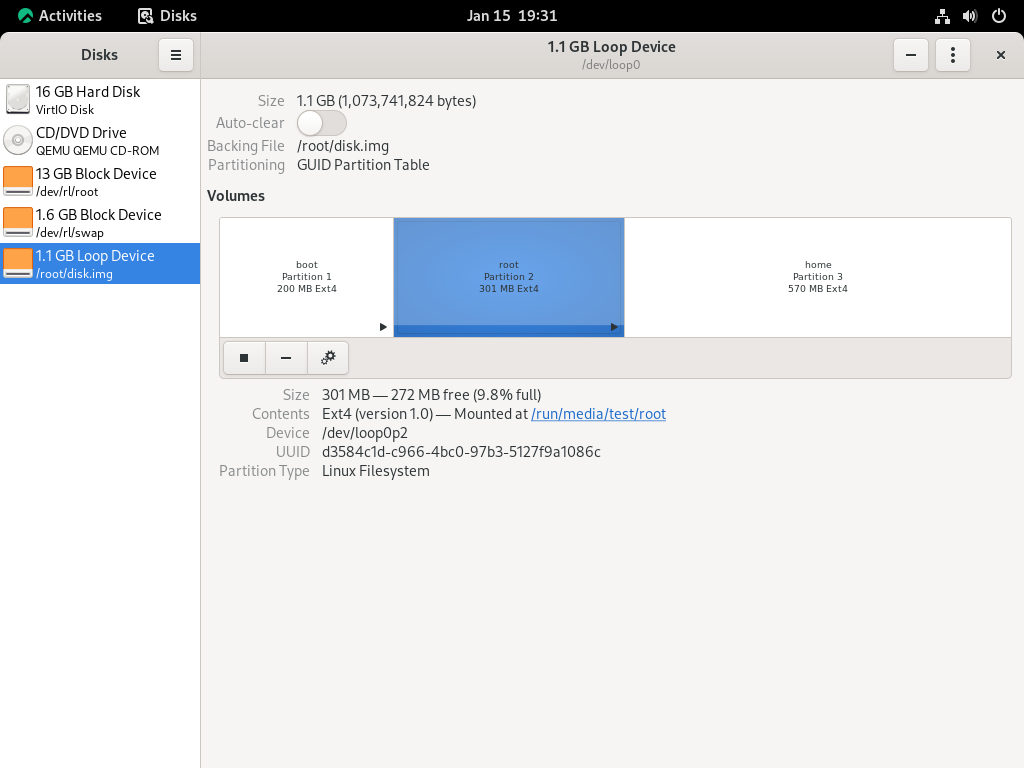 Activities Disks Jan 15 19:31
Disks
1.1 GB Loop Device
/dev/loop0
16 GB Hard Disk
VirtIO Disk
CD/DVD Drive
QEMU QEMU CD-ROM
13 GB Block Device
/dev/rl/root
1.6 GB Block Device
/dev/rl/swap
1.1 GB Loop Device
/root/disk.img
Size 1.1 GB (1,073,741,824 bytes)
Auto-clear
Backing File /root/disk.img
Partitioning GUID Partition Table
Volumes
boot
Partition 1
200 MB Ext4
root
Partition 2
301 MB Ext4
home
Partition 3
570 MB Ext4
Size 301 MB — 272 MB free (9.8% full)
Contents Ext4 (version 1.0) — Mounted at /run/media/test/root
Device /dev/loop0p2
UUID d3584c1d-c966-4bc0-97b3-5127f9a1086c
Partition Type Linux Filesystem